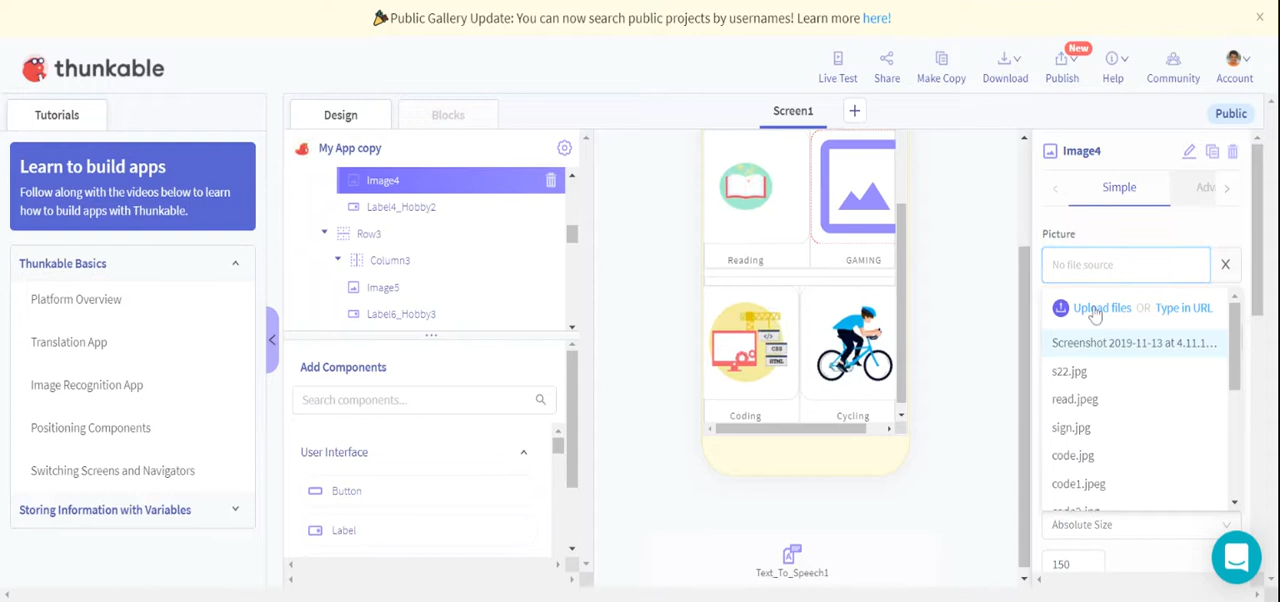 Public Gallery Update: You can now search public projects by usernames! Learn more here!
thunkable
Live Test
Share
Make Copy
Download
New
Publish
Help
Community
Account
Tutorials
Design
Blocks
Screen1
Public
Learn to build apps
Follow along with the videos below to learn
how to build apps with Thunkable.
Thunkable Basics
Platform Overview
Translation App
Image Recognition App
Positioning Components
Switching Screens and Navigators
Storing Information with Variables
My App copy
Image4
Label4_Hobby2
Row3
Column3
Image5
Label6_Hobby3
Add Components
Search components...
User Interface
Button
Label
Reading
GAMING
CSS
HTML
Coding
Cycling
Text_To_Speech1
Image4
Simple
Adv
Picture
No file source
X
Upload files OR Type in URL
Screenshot 2019-11-13 at 4.11.1...
s22.jpg
read.jpeg
sign.jpg
code.jpg
code1.jpeg
Absolute Size
150